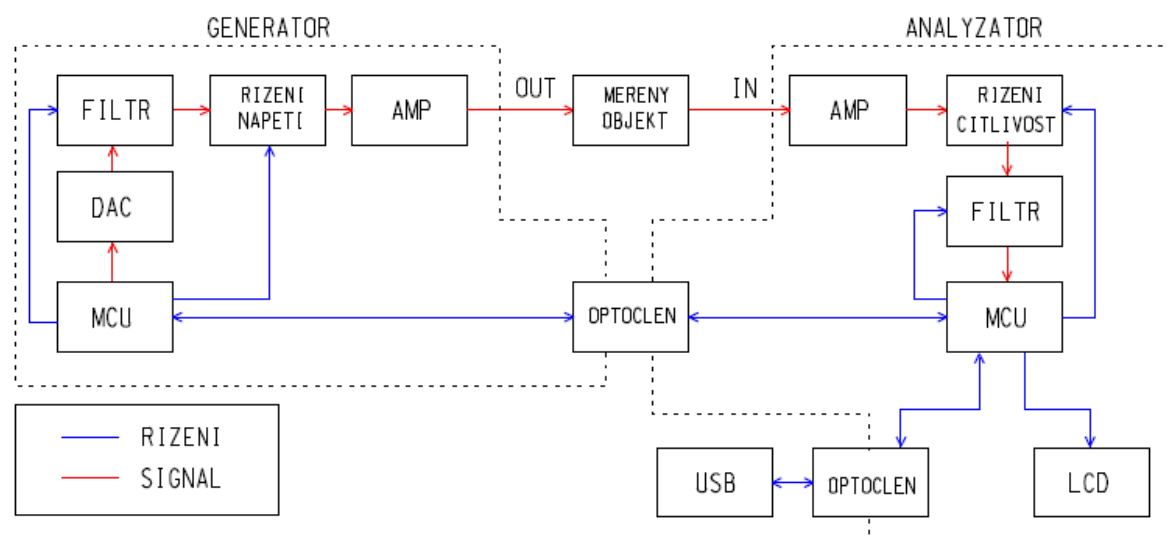 GENERATOR
ANALYZATOR
FILTR
RIZENI
NAPETI
AMP
OUT
MERENY
OBJEKT
IN
AMP
RIZENI
CITLIVOST
DAC
FILTR
MCU
OPTOCLEN
MCU
RIZENI
SIGNAL
USB
OPTOCLEN
LCD